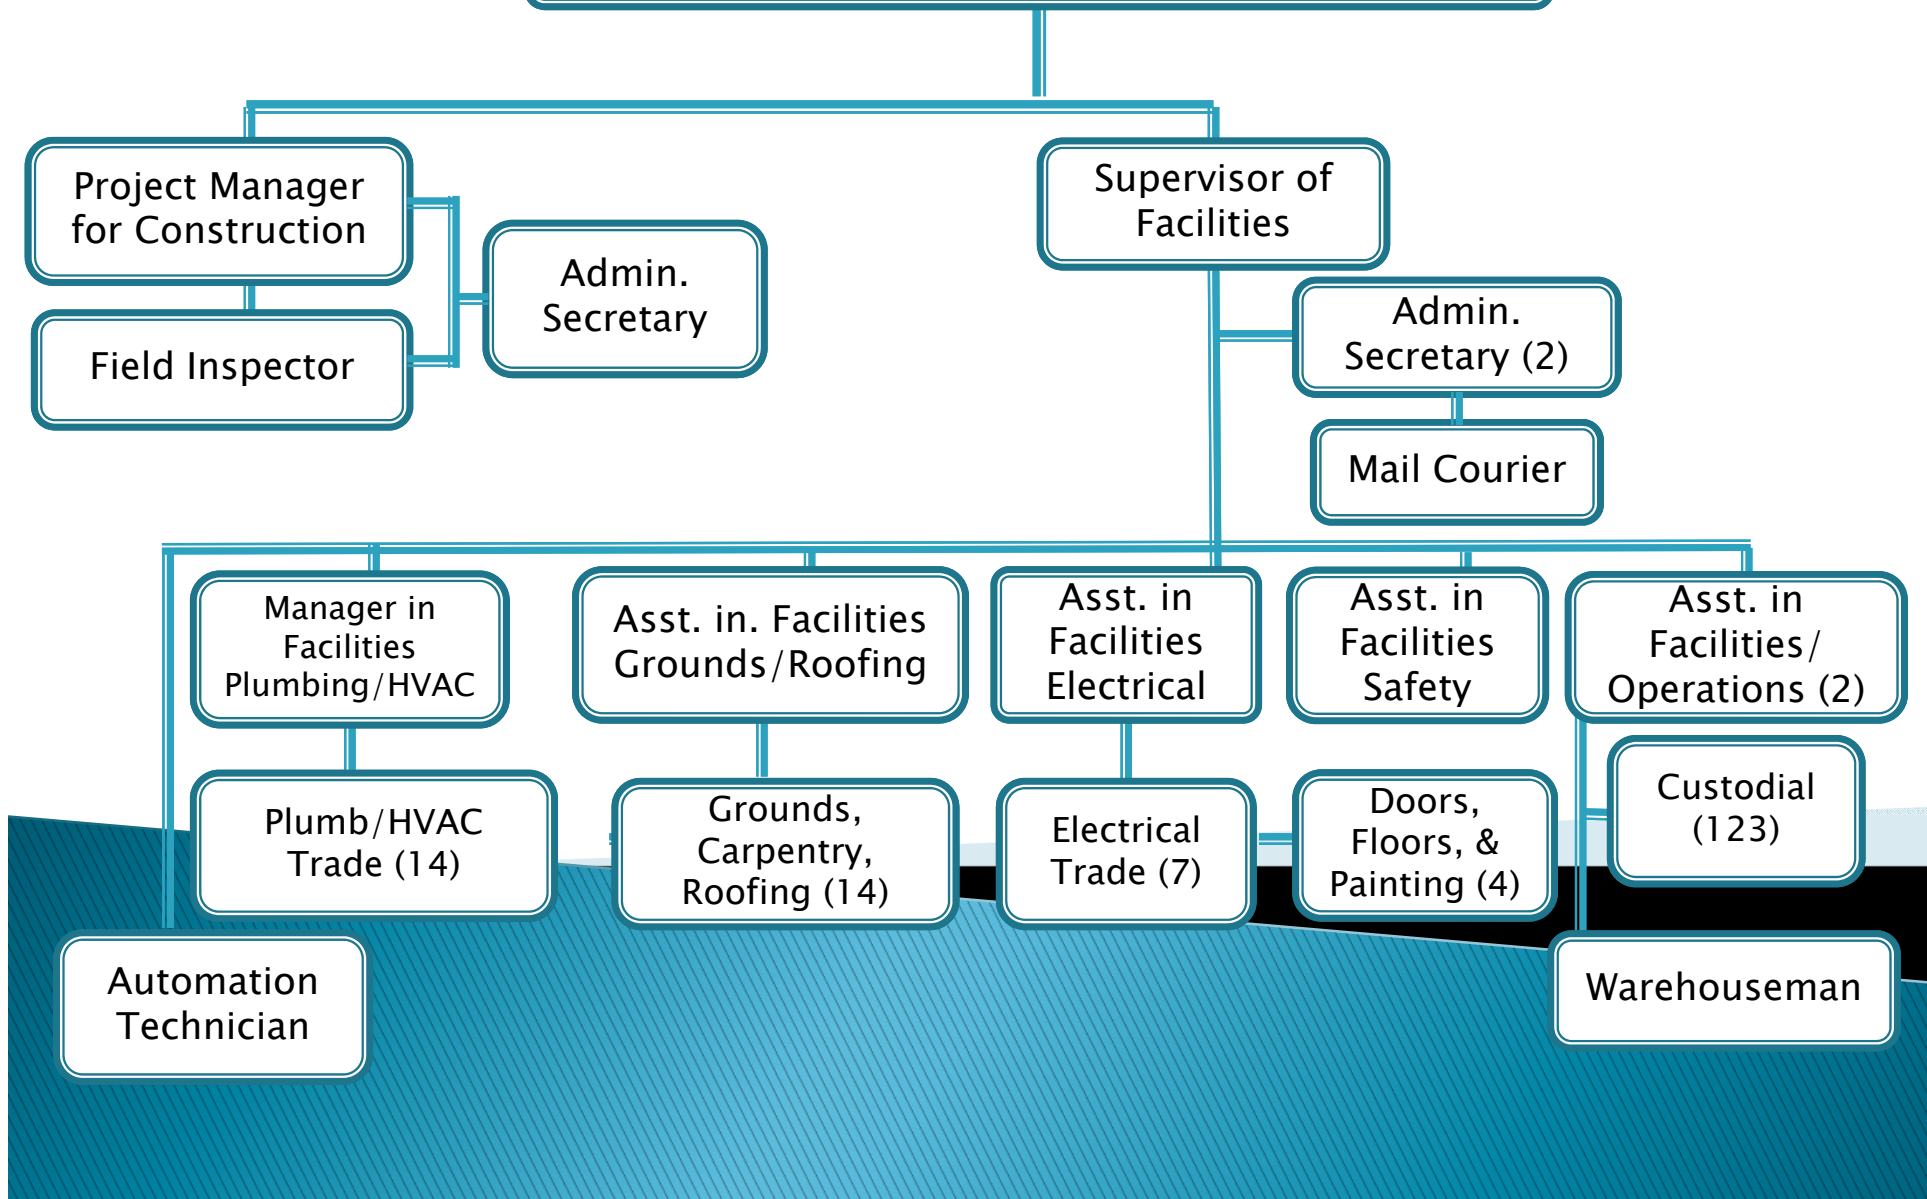 Project Manager
for Construction
Supervisor of
Facilities
Admin.
Secretary
Admin.
Secretary (2)
Field Inspector
Mail Courier
Manager in
Facilities
Plumbing/HVAC
Asst. in. Facilities
Grounds/Roofing
Asst. in
Facilities
Electrical
Asst. in
Facilities
Safety
Asst. in
Facilities/
Operations (2)
Plumb/HVAC
Trade (14)
Grounds,
Carpentry,
Roofing (14)
Electrical
Trade (7)
Doors,
Floors, &
Painting (4)
Custodial
(123)
Automation
Technician
Warehouseman